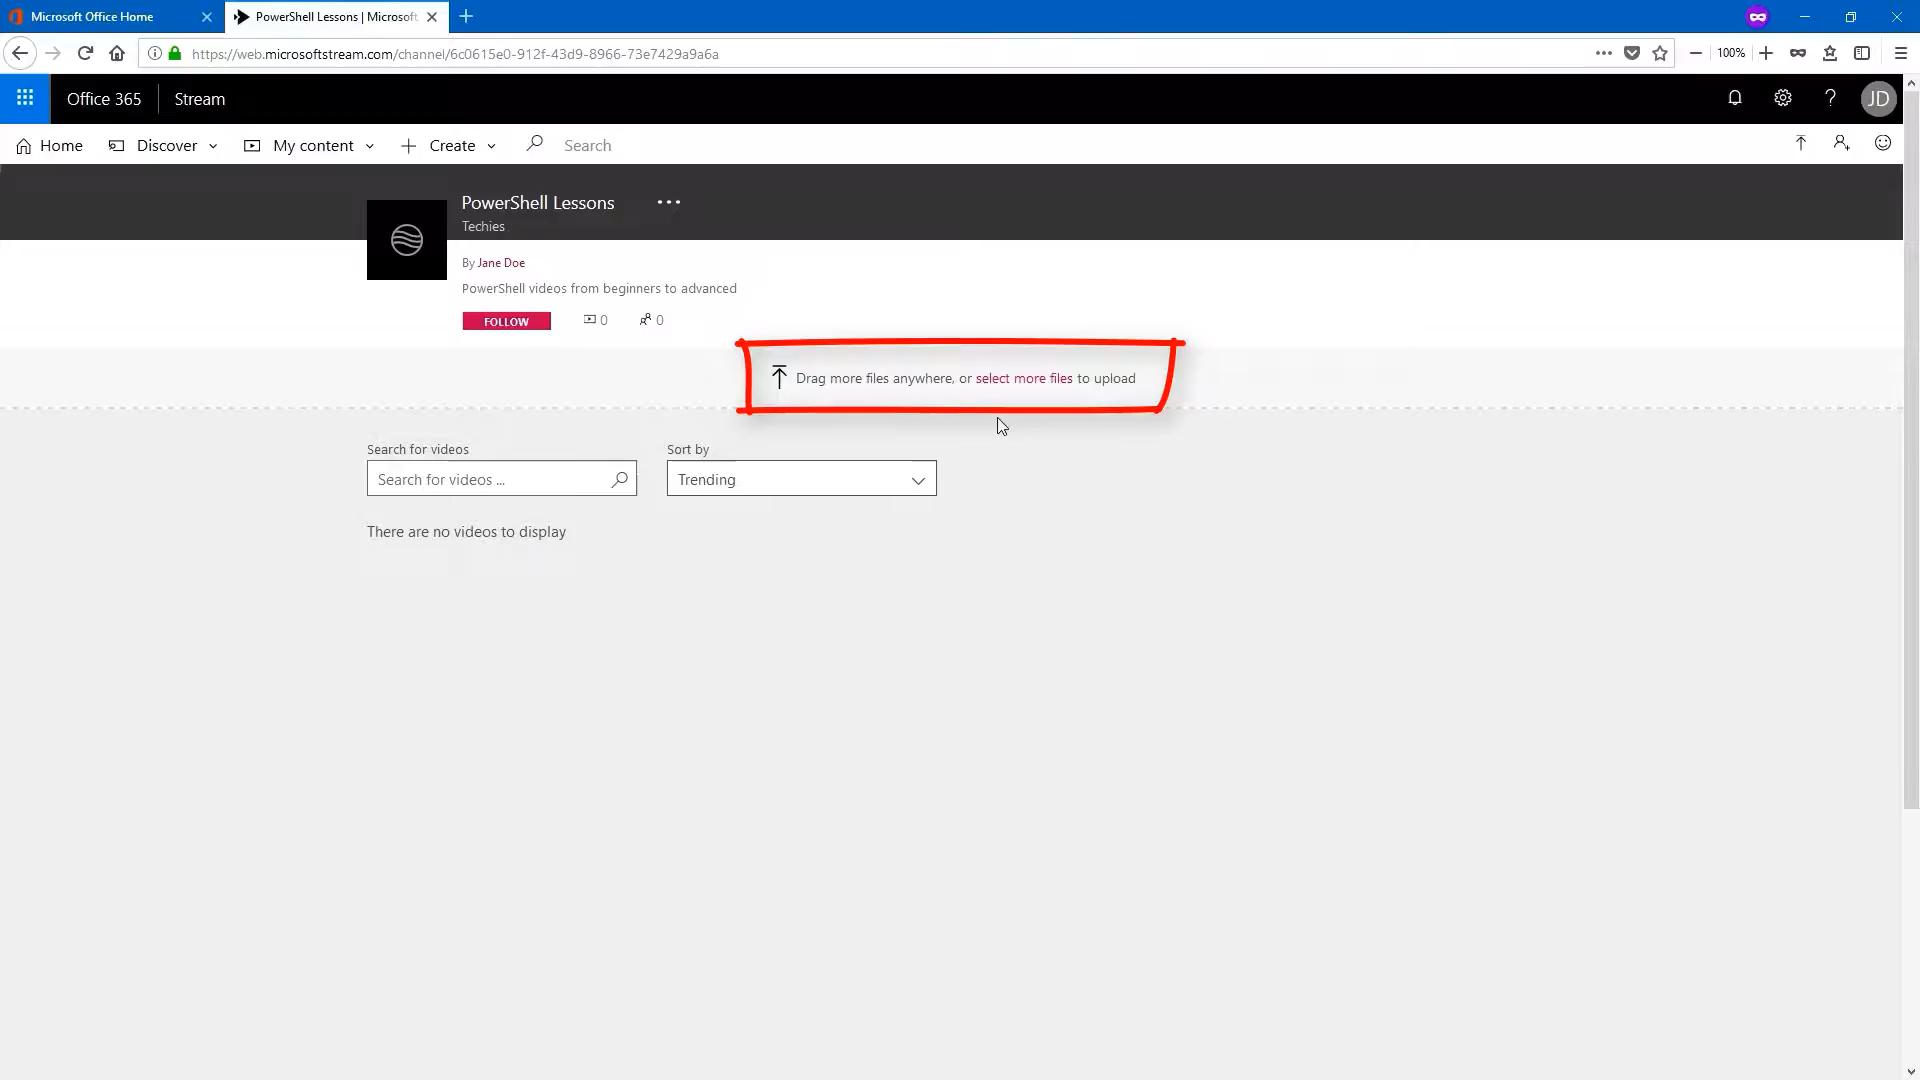 Microsoft Office Home
PowerShell Lessons | Microsoft
https://web.microsoftstream.com/channel/6c0615e0-912f-43d9-8966-73e7429a9a6a
100%
Office 365
Stream
?
JD
Home
Discover
My content
Create
Search
PowerShell Lessons
Techies
By Jane Doe
PowerShell videos from beginners to advanced
FOLLOW
0
0
Drag more files anywhere, or select more files to upload
Search for videos
Sort by
Search for videos ...
Trending
There are no videos to display